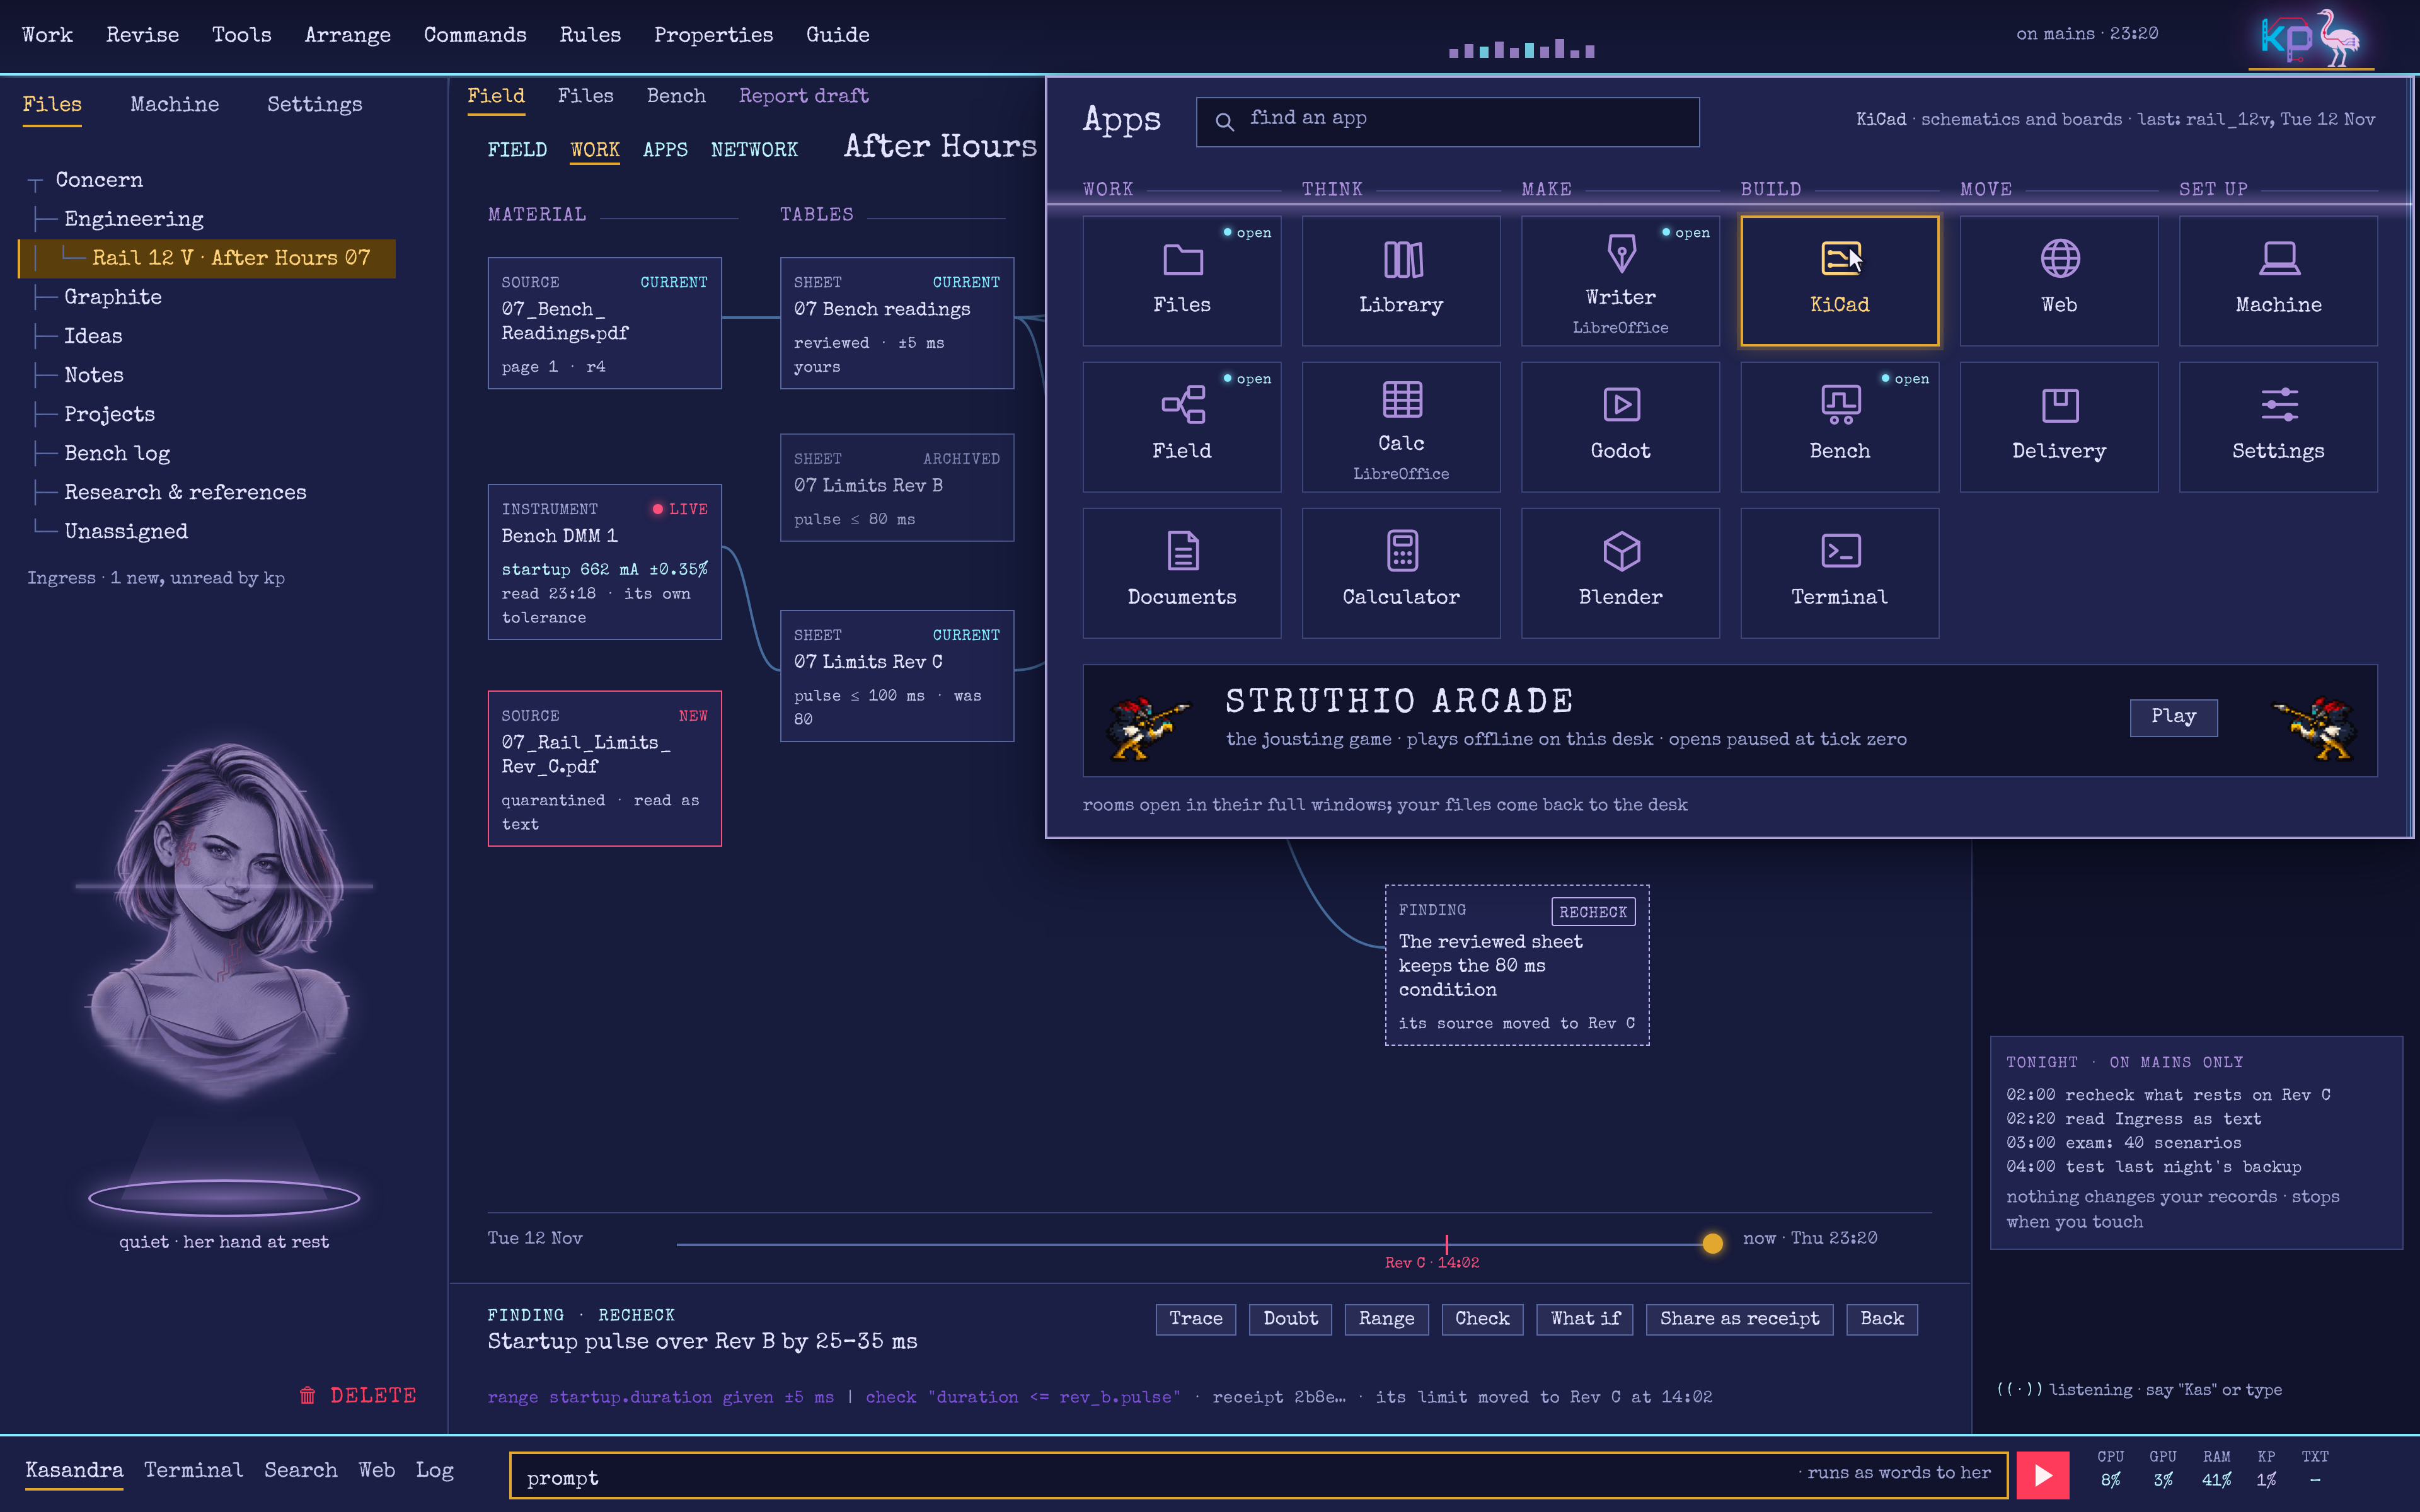 Work Revise Tools Arrange Commands Rules Properties Guide
on mains · 23:20
kp
Files Machine Settings
Concern
Engineering
Rail 12 V · After Hours 07
Graphite
Ideas
Notes
Projects
Bench log
Research & references
Unassigned
Ingress · 1 new, unread by kp
quiet · her hand at rest
DELETE
Field Files Bench Report draft
FIELD WORK APPS NETWORK After Hours
MATERIAL
TABLES
SOURCE CURRENT
07_Bench_
Readings.pdf
page 1 · r4
SHEET CURRENT
07 Bench readings
reviewed · ±5 ms
yours
SHEET ARCHIVED
07 Limits Rev B
pulse ≤ 80 ms
INSTRUMENT LIVE
Bench DMM 1
startup 662 mA ±0.35%
read 23:18 · its own
tolerance
SHEET CURRENT
07 Limits Rev C
pulse ≤ 100 ms · was
80
SOURCE NEW
07_Rail_Limits_
Rev_C.pdf
quarantined · read as
text
Apps
find an app
KiCad · schematics and boards · last: rail_12v, Tue 12 Nov
WORK THINK MAKE BUILD MOVE SET UP
open
Files
Library
open
Writer
LibreOffice
KiCad
Web
Machine
open
Field
Calc
LibreOffice
Godot
open
Bench
Delivery
Settings
Documents
Calculator
Blender
Terminal
STRUTHIO ARCADE
the jousting game · plays offline on this desk · opens paused at tick zero
Play
rooms open in their full windows; your files come back to the desk
FINDING RECHECK
The reviewed sheet
keeps the 80 ms
condition
its source moved to Rev C
TONIGHT · ON MAINS ONLY
02:00 recheck what rests on Rev C
02:20 read Ingress as text
03:00 exam: 40 scenarios
04:00 test last night's backup
nothing changes your records · stops
when you touch
Tue 12 Nov
Rev C · 14:02
now · Thu 23:20
FINDING · RECHECK
Startup pulse over Rev B by 25–35 ms
Trace Doubt Range Check What if Share as receipt Back
range startup.duration given ±5 ms | check "duration <= rev_b.pulse" · receipt 2b8e… · its limit moved to Rev C at 14:02
((·)) listening · say "Kas" or type
Kasandra Terminal Search Web Log
prompt
· runs as words to her
CPU GPU RAM KP TXT
8% 3% 41% 1% —